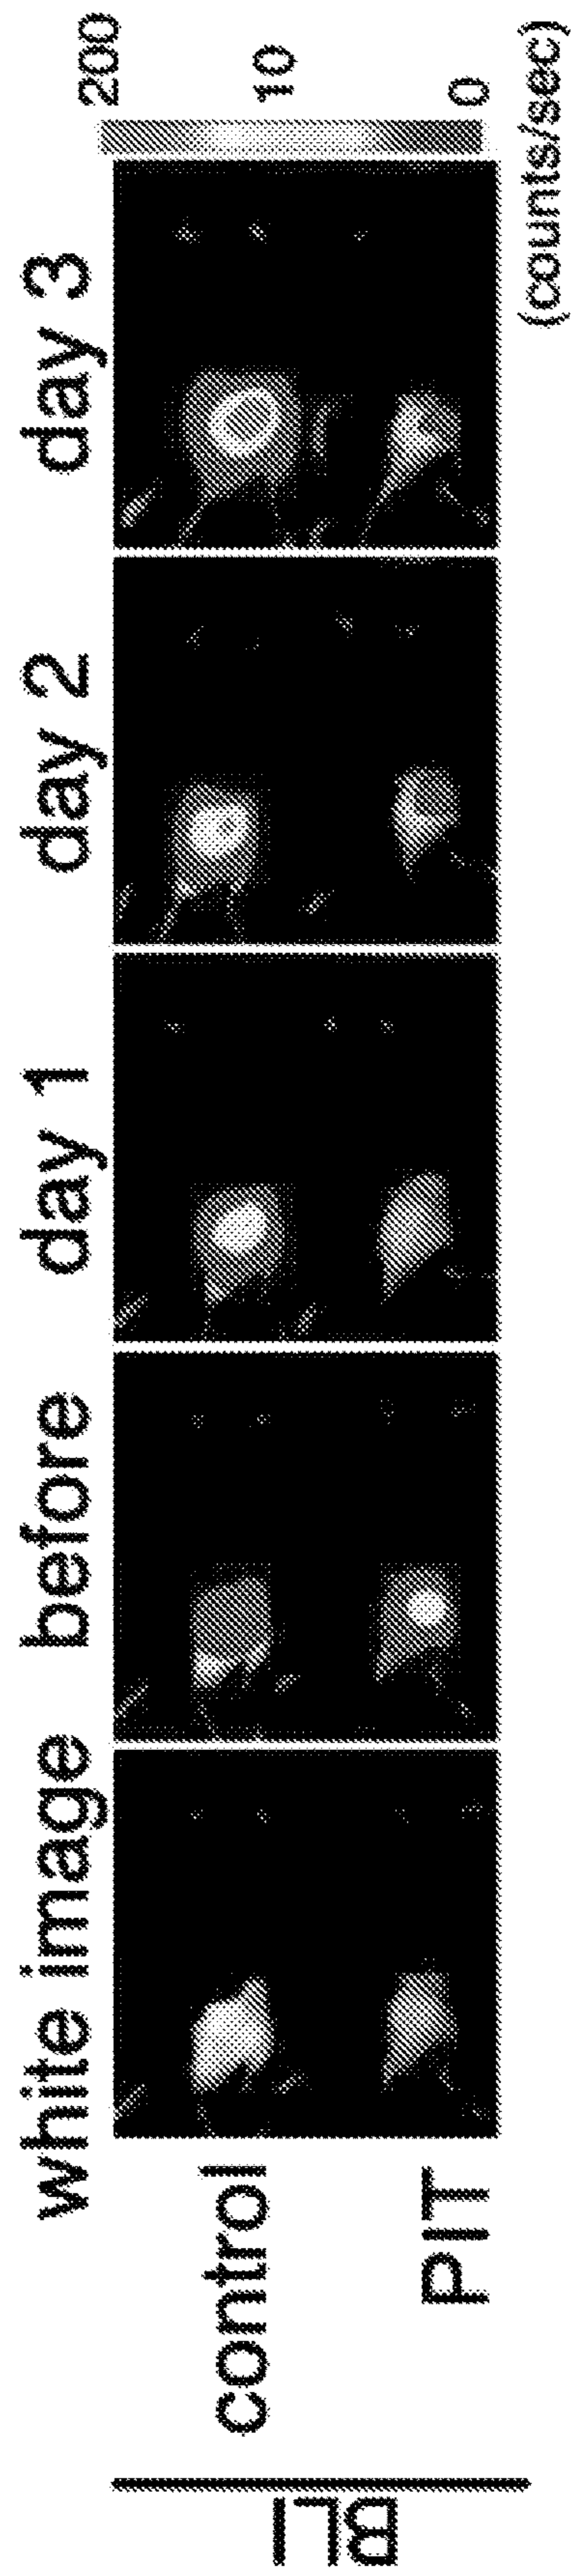 white image before day 1 day 2 day 3
BLI
control
PIT
200
10
0
(counts/sec)